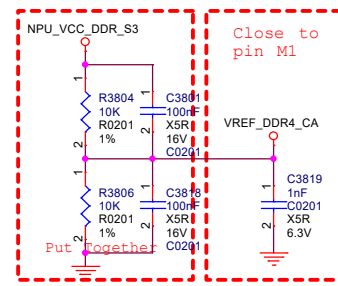 NPU_VCC_DDR_S3
Close to
pin M1
1
1
R3804
10K
R0201
1%
2
C3801
100nF
X5R
16V
C0201
2
VREF_DDR4_CA
1
1
R3806
10K
R0201
1%
2
C3818
100nF
X5R
16V
C0201
2
1
C3819
1nF
C0201
X5R
6.3V
2
Put Together